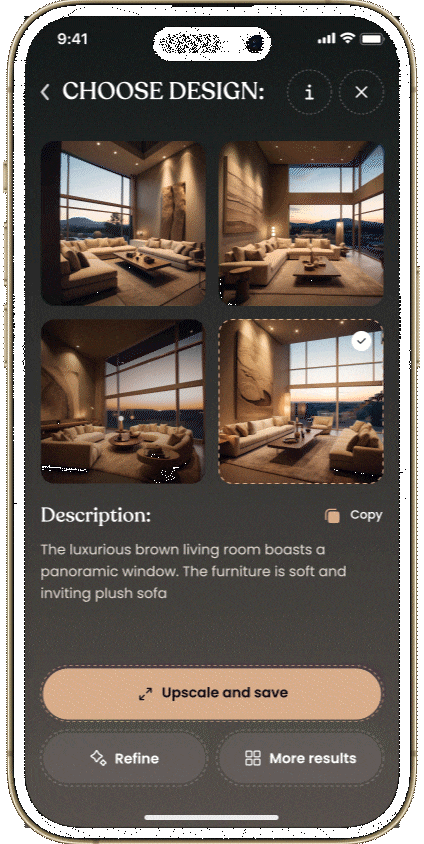 9:41
CHOOSE DESIGN:
i
Description:
Copy
The luxurious brown living room boasts a
panoramic window. The furniture is soft and
inviting plush sofa
Upscale and save
Refine
More results